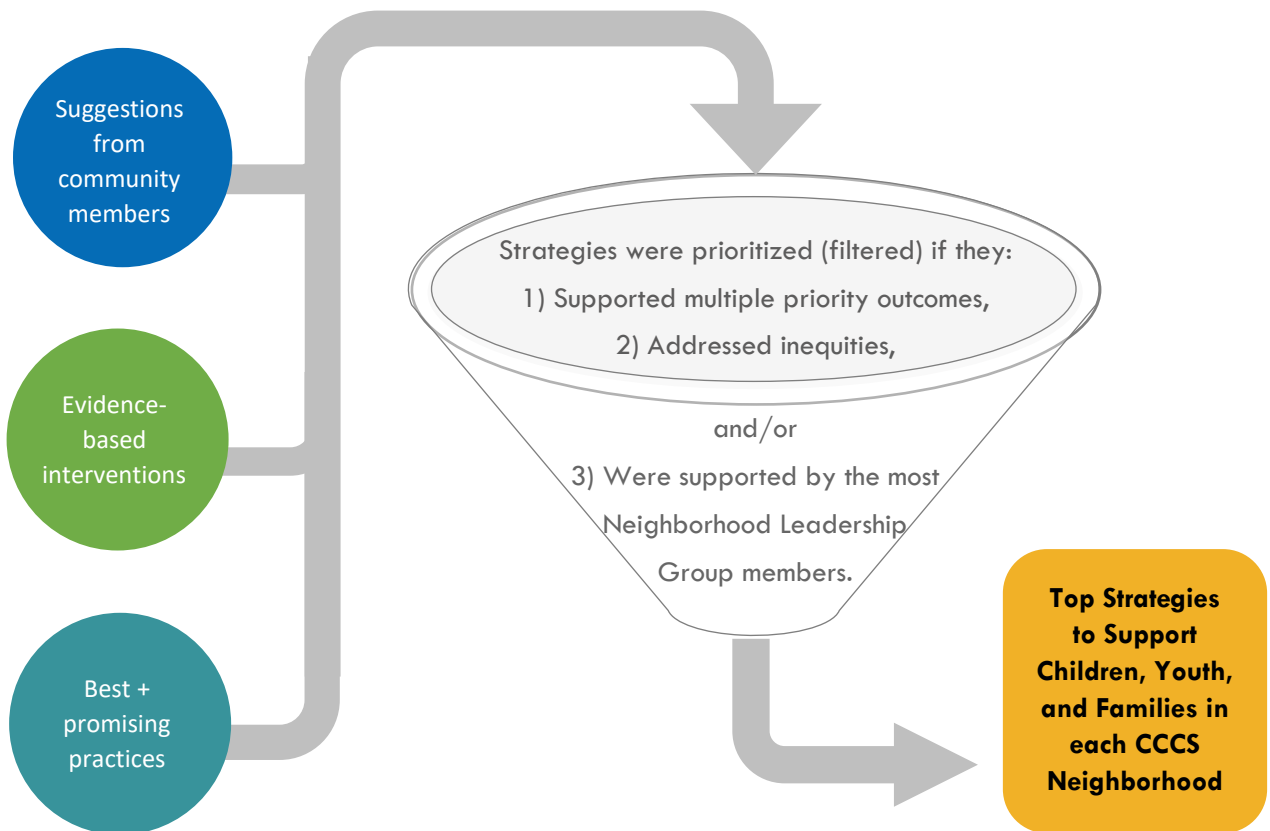 Suggestions
from
community
members
Evidence-
based
interventions
Best +
promising
practices
Strategies were prioritized (filtered) if they:
1) Supported multiple priority outcomes,
2) Addressed inequities,
and/or
3) Were supported by the most
Neighborhood Leadership
Group members.
Top Strategies
to Support
Children, Youth,
and Families in
each CCCS
Neighborhood